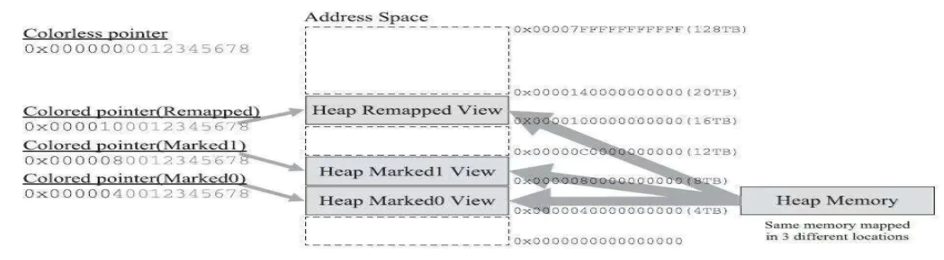 Address Space
Colorless pointer
0x0000000012345678
0x00007FFFFFFFFFFF(128TB)
0x0000140000000000(20TB)
Colored pointer(Remapped)
0x0000100012345678
Heap Remapped View
0x0000100000000000(16TB)
Colored pointer(Marked1)
0x0000080012345678
0x00000C0000000000(12TB)
Heap Marked1 View
0x0000080000000000(8TB)
Colored pointer(Marked0)
0x0000040012345678
Heap Marked0 View
0x0000040000000000(4TB)
Heap Memory
Same memory mapped
in 3 different locations
0x0000000000000000